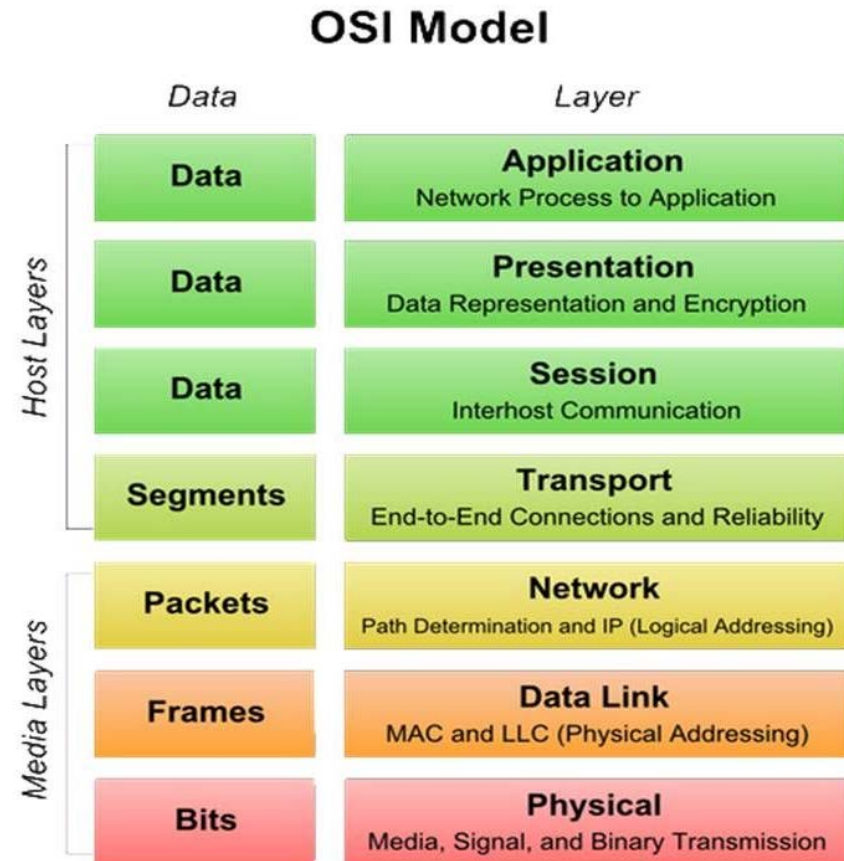 OSI Model
Data
Layer
Host Layers
Data
Application
Network Process to Application
Data
Presentation
Data Representation and Encryption
Data
Session
Interhost Communication
Segments
Transport
End-to-End Connections and Reliability
Media Layers
Packets
Network
Path Determination and IP (Logical Addressing)
Frames
Data Link
MAC and LLC (Physical Addressing)
Bits
Physical
Media, Signal, and Binary Transmission